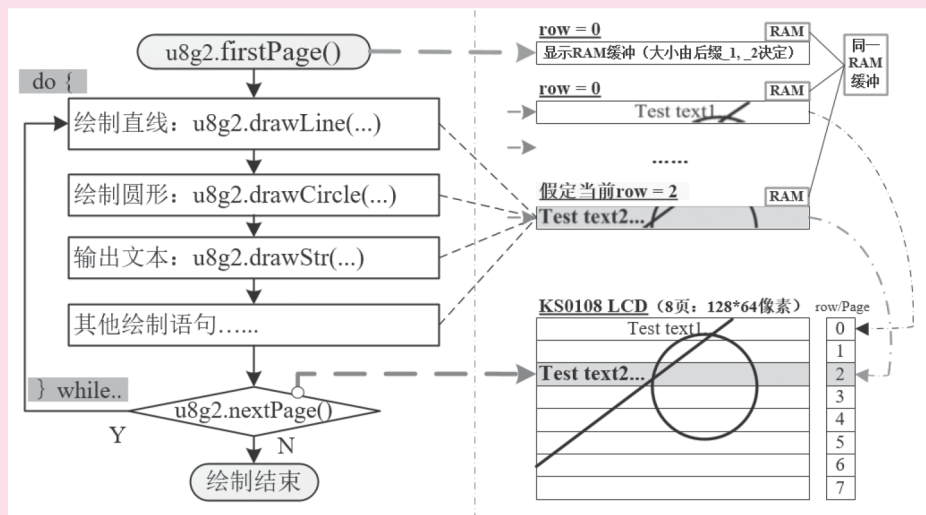 u8g2.firstPage()
do {
绘制直线：u8g2.drawLine(...)
绘制圆形：u8g2.drawCircle(...)
输出文本：u8g2.drawStr(...)
其他绘制语句…...
} while..
u8g2.nextPage()
Y
N
绘制结束
row = 0
RAM
显示RAM缓冲（大小由后缀_1, _2决定）
同一
RAM
缓冲
row = 0
RAM
Test text1
……
假定当前row = 2
RAM
Test text2...
KS0108 LCD（8页：128*64像素）
row/Page
Test text1
0
1
Test text2...
2
3
4
5
6
7